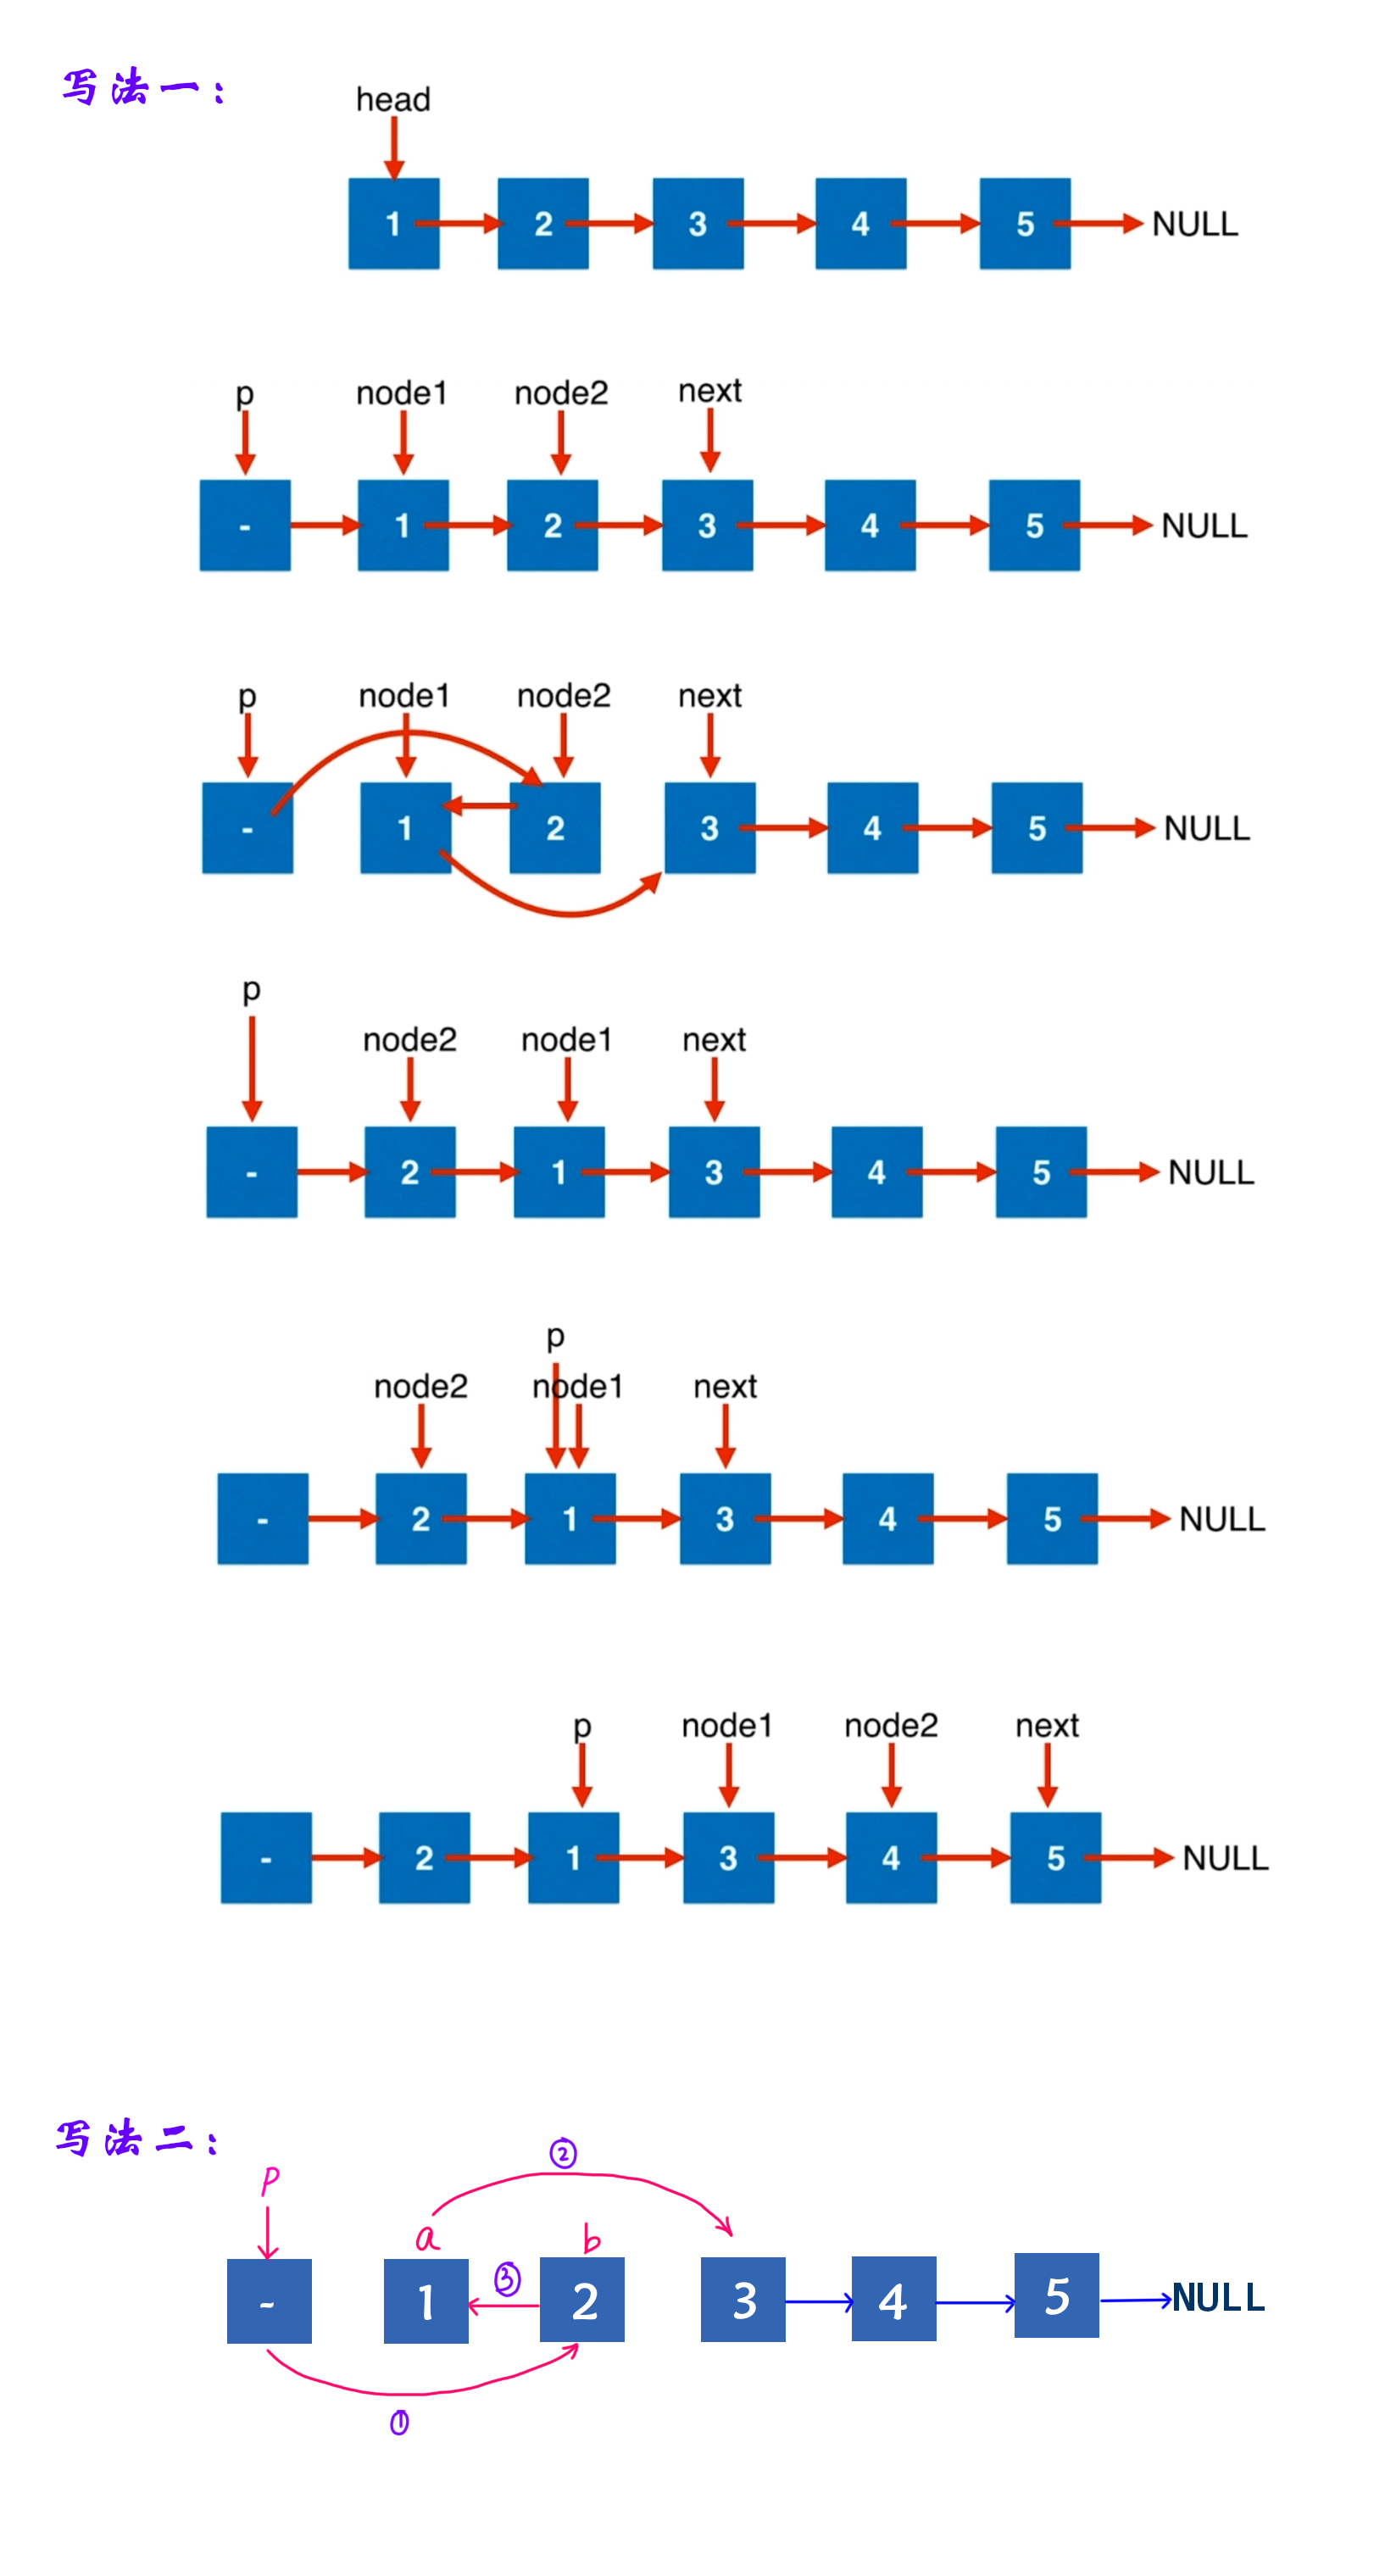 写法一：
head
1 2 3 4 5 NULL
p node1 node2 next
- 1 2 3 4 5 NULL
p node1 node2 next
- 1 2 3 4 5 NULL
p
node2 node1 next
- 2 1 3 4 5 NULL
p
node2 node1 next
- 2 1 3 4 5 NULL
p node1 node2 next
- 2 1 3 4 5 NULL
写法二：
②
p
a b
③
- 1 2 3 4 5 NULL
①